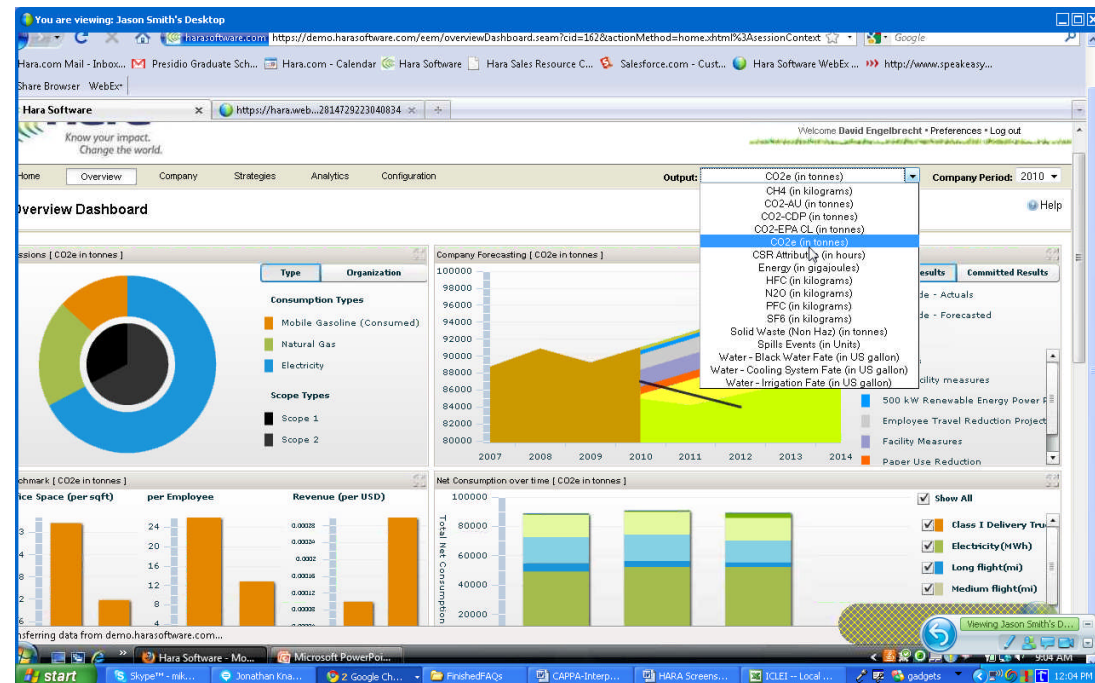 You are viewing: Jason Smith's Desktop
harasoftware.com https://demo.harasoftware.com/eem/overviewDashboard.seam?cid=162&actionMethod=home.xhtml%3AsessionContext Google
Hara.com Mail - Inbox... Presidio Graduate Sch... Hara.com - Calendar Hara Software Hara Sales Resource C... Salesforce.com - Cust... Hara Software WebEx ... http://www.speakeasy...
Share Browser WebEx
Hara Software https://hara.web...2814729223040834
Know your impact.
Change the world.
Welcome David Engelbrecht • Preferences • Log out
Home Overview Company Strategies Analytics Configuration Output: CO2e (in tonnes) Company Period: 2010
CH4 (in kilograms)
CO2-AU (in tonnes)
CO2-CDP (in tonnes)
CO2-EPA CL (in tonnes)
CO2e (in tonnes)
CSR Attribut (in hours)
Energy (in gigajoules)
HFC (in kilograms)
N2O (in kilograms)
PFC (in kilograms)
SF6 (in kilograms)
Solid Waste (Non Haz) (in tonnes)
Spills Events (in Units)
Water - Black Water Fate (in US gallon)
Water - Cooling System Fate (in US gallon)
Water - Irrigation Fate (in US gallon)
Overview Dashboard Help
ssions [ CO2e in tonnes ]
Type Organization
Consumption Types
Mobile Gasoline (Consumed)
Natural Gas
Electricity
Scope Types
Scope 1
Scope 2
Company Forecasting [ CO2e in tonnes ]
100000
98000
96000
94000
92000
90000
88000
86000
84000
82000
80000
2007 2008 2009 2010 2011 2012 2013 2014
esults Committed Results
de - Actuals
de - Forecasted
cility measures
500 kW Renewable Energy Power P
Employee Travel Reduction Project
Facility Measures
Paper Use Reduction
chmark [ CO2e in tonnes ]
ice Space (per sqft) per Employee Revenue (per USD)
24
20
16
12
8
4
0.00028
0.00024
0.0002
0.00016
0.00012
0.00008
Net Consumption over time [ CO2e in tonnes ]
Total Net Consumption
100000
80000
60000
40000
20000
Show All
Class I Delivery Tru
Electricity(MWh)
Long flight(mi)
Medium flight(mi)
nsferring data from demo.harasoftware.com...
Viewing Jason Smith's D...
Hara Software - Mo... Microsoft PowerPoi... 9:04 AM
start Skype™ - mik... Jonathan Kna... 2 Google Ch... FinishedFAQs CAPPA-Interp... HARA Screens... ICLEI -- Local ... gadgets 12:04 PM